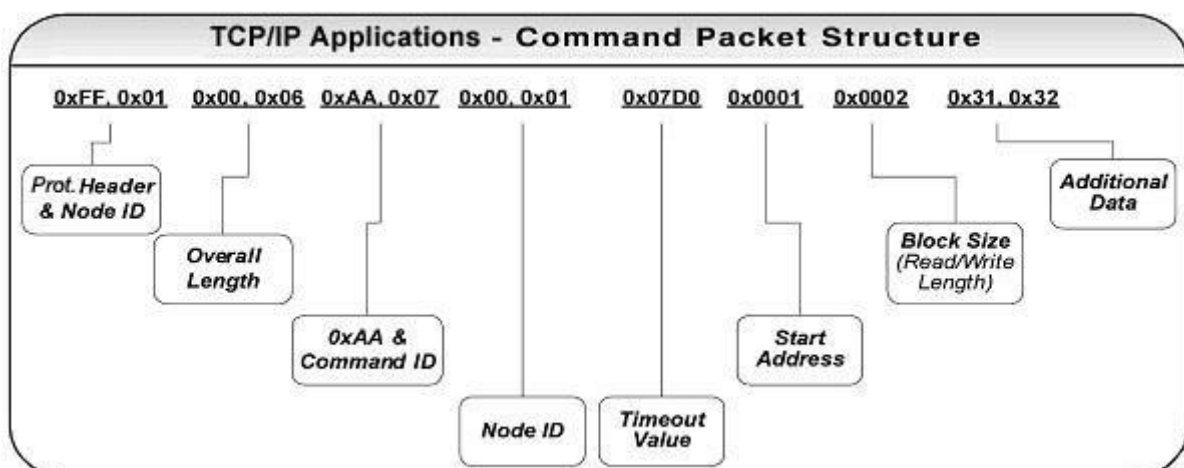 TCP/IP Applications - Command Packet Structure
0xFF, 0x01 0x00, 0x06 0xAA, 0x07 0x00, 0x01 0x07D0 0x0001 0x0002 0x31, 0x32
Prot. Header
& Node ID
Overall
Length
0xAA &
Command ID
Node ID
Timeout
Value
Start
Address
Block Size
(Read/Write
Length)
Additional
Data